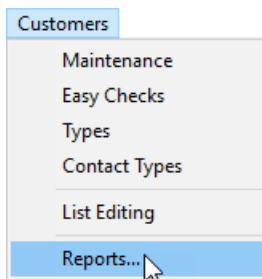 Customers
Maintenance
Easy Checks
Types
Contact Types
List Editing
Reports...